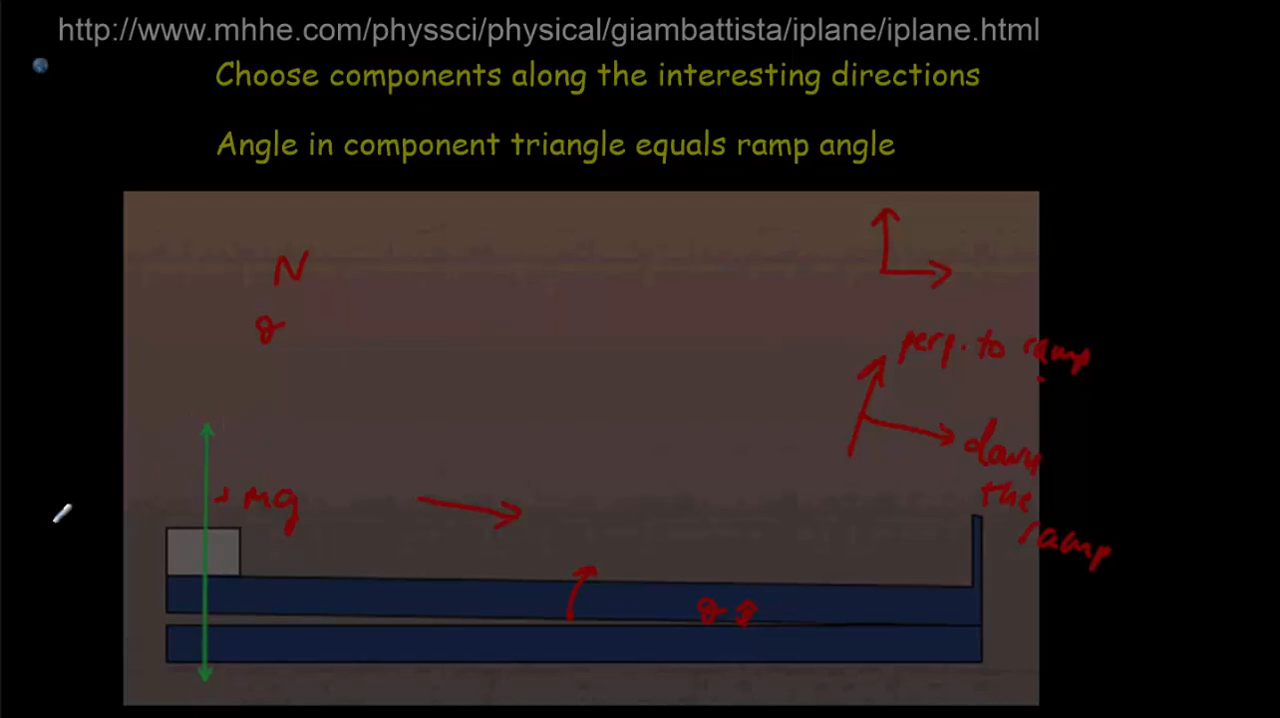 http://www.mhhe.com/physsci/physical/giambattista/iplane/iplane.html
Choose components along the interesting directions
Angle in component triangle equals ramp angle
N
perp. to ramp
down
the
ramp
mg